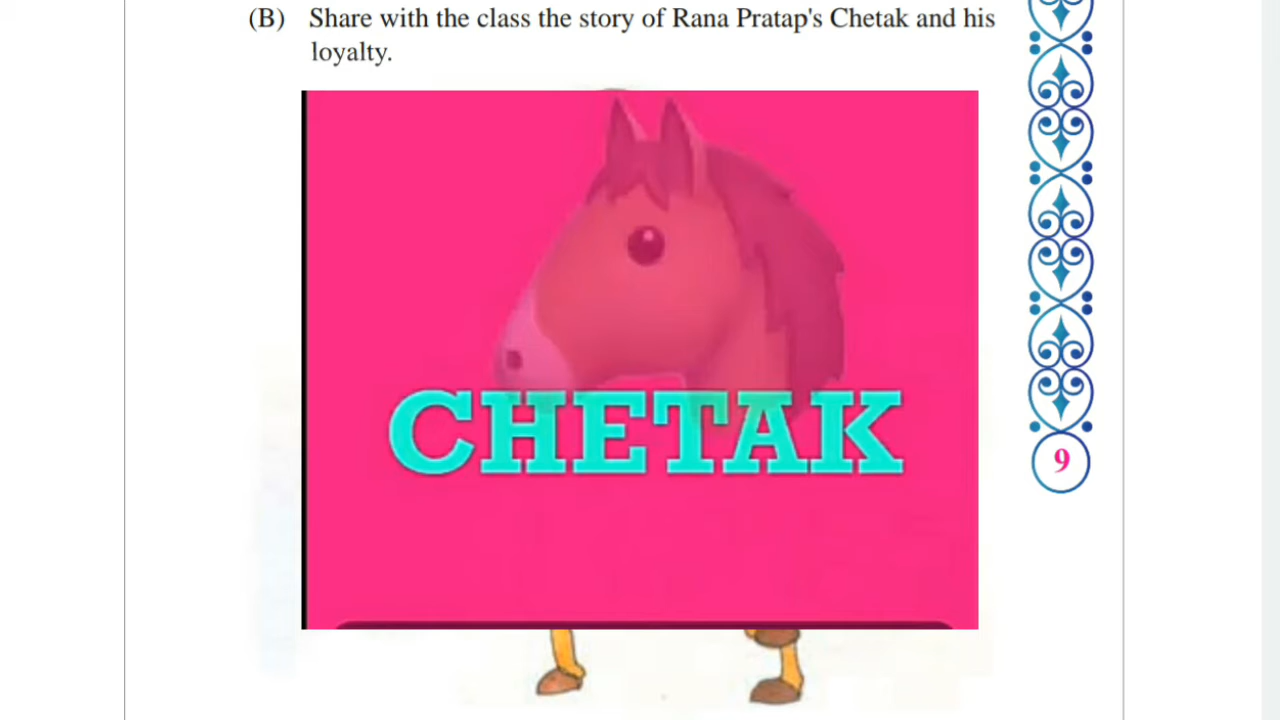 (B) Share with the class the story of Rana Pratap's Chetak and his
loyalty.
CHETAK
9